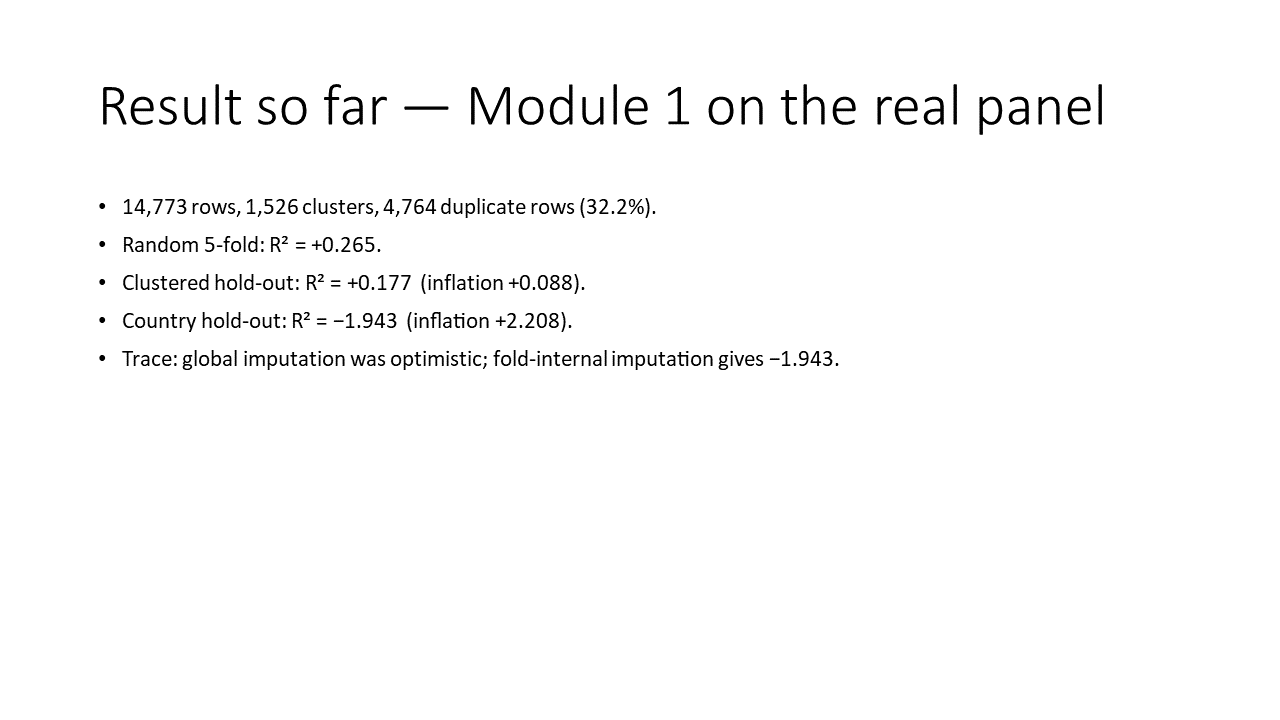 Result so far — Module 1 on the real panel
• 14,773 rows, 1,526 clusters, 4,764 duplicate rows (32.2%).
• Random 5-fold: R² = +0.265.
• Clustered hold-out: R² = +0.177 (inflation +0.088).
• Country hold-out: R² = −1.943 (inflation +2.208).
• Trace: global imputation was optimistic; fold-internal imputation gives −1.943.